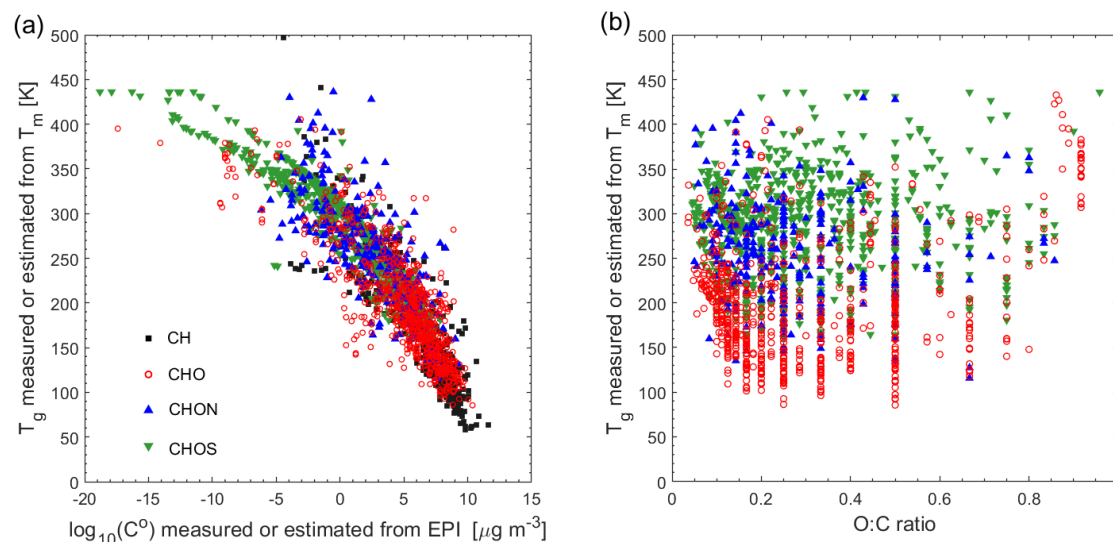 (a)
T_g measured or estimated from T_m [K]
500
450
400
350
300
250
200
150
100
50
0
CH
CHO
CHON
CHOS
-20 -15 -10 -5 0 5 10 15
log₁₀(C^o) measured or estimated from EPI [μg m⁻³]
(b)
T_g measured or estimated from T_m [K]
500
450
400
350
300
250
200
150
100
50
0
0 0.2 0.4 0.6 0.8
O:C ratio